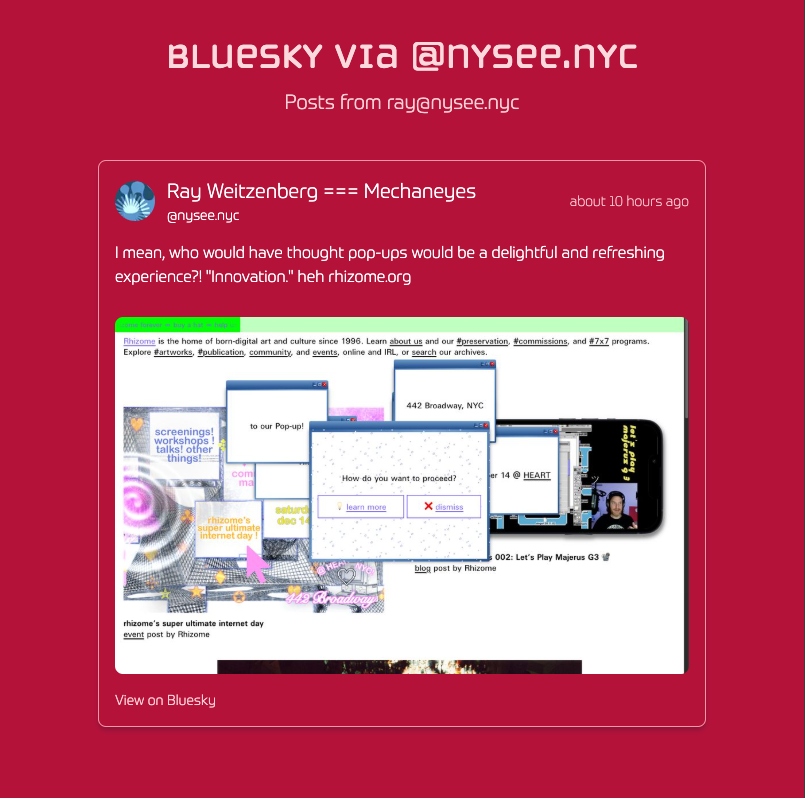 BLUESKY VIA @NYSEE.NYC
Posts from ray@nysee.nyc
Ray Weitzenberg === Mechaneyes
@nysee.nyc
about 10 hours ago
I mean, who would have thought pop-ups would be a delightful and refreshing
experience?! "Innovation." heh rhizome.org
Rhizome is the home of born-digital art and culture since 1996. Learn about us and our #preservation, #commissions, and #7x7 programs.
Explore #artworks, #publication, community, and events, online and IRL, or search our archives.
442 Broadway, NYC
to our Pop-up!
screenings!
workshops !
talks! other
things!
let's play
majerus g3
How do you want to proceed?
er 14 @ HEART
com
ma
learn more
dismiss
saturd
dec 14
rhizome's
super ultimate
internet day !
s 002: Let's Play Majerus G3
blog post by Rhizome
@ HEART NYC
442 Broadway
rhizome's super ultimate internet day
event post by Rhizome
View on Bluesky